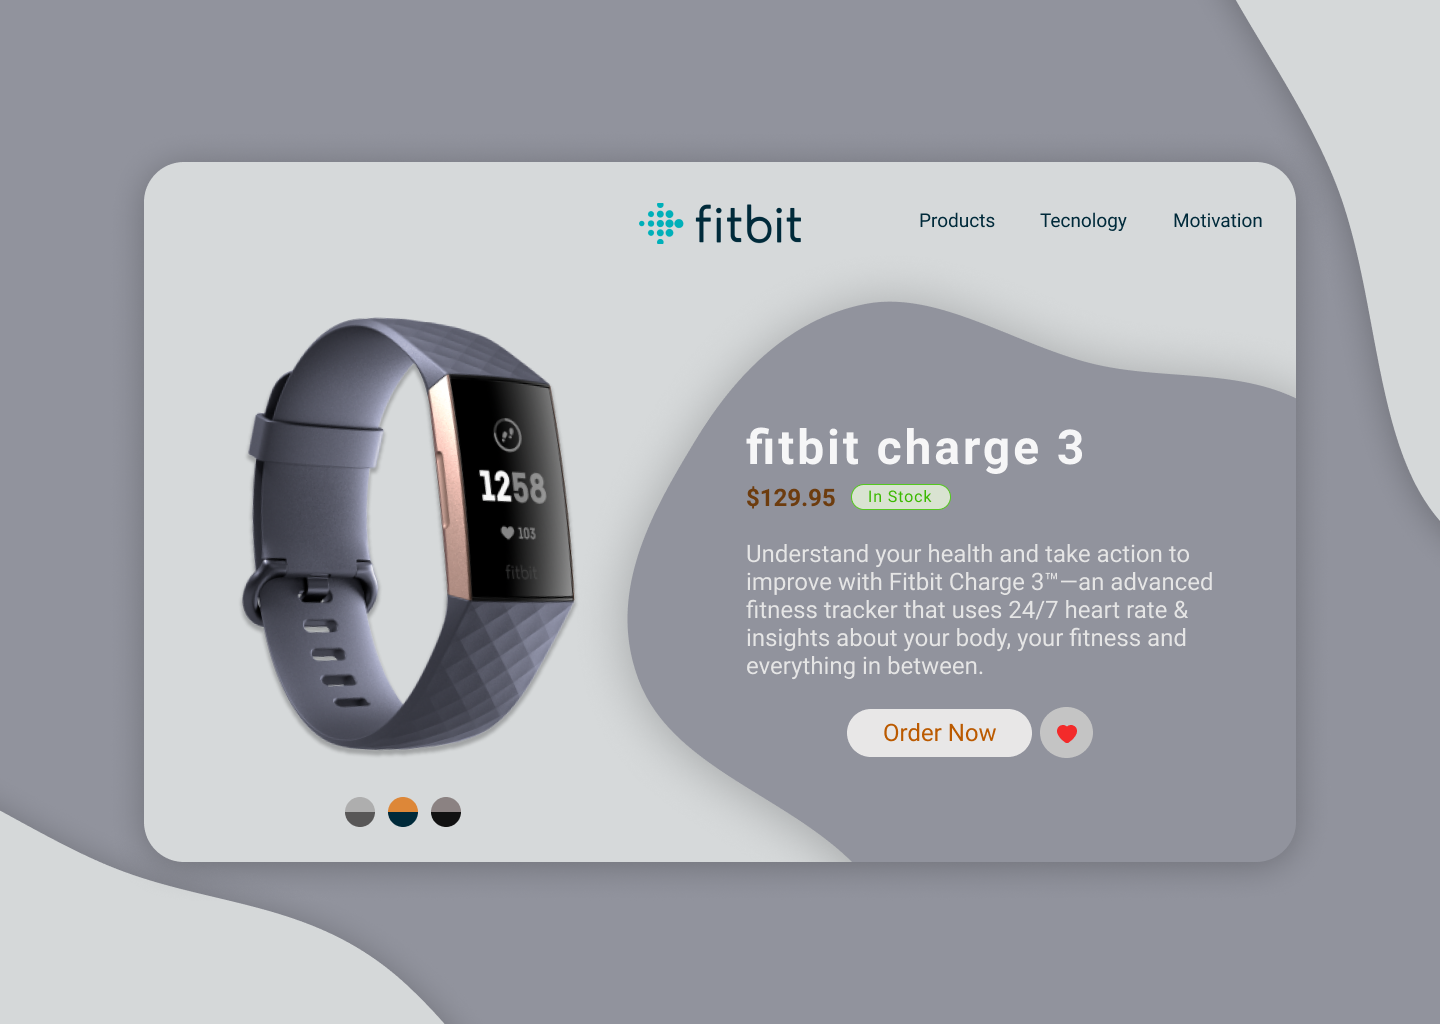 fitbit
Products
Tecnology
Motivation
1258
103
fitbit
fitbit charge 3
$129.95
In Stock
Understand your health and take action to
improve with Fitbit Charge 3™—an advanced
fitness tracker that uses 24/7 heart rate &
insights about your body, your fitness and
everything in between.
Order Now